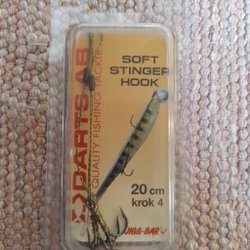 DARTS-AB
QUALITY FISHING TACKLE
SOFT
STINGER
HOOK
20 cm
krok 4
JIGG-BAR